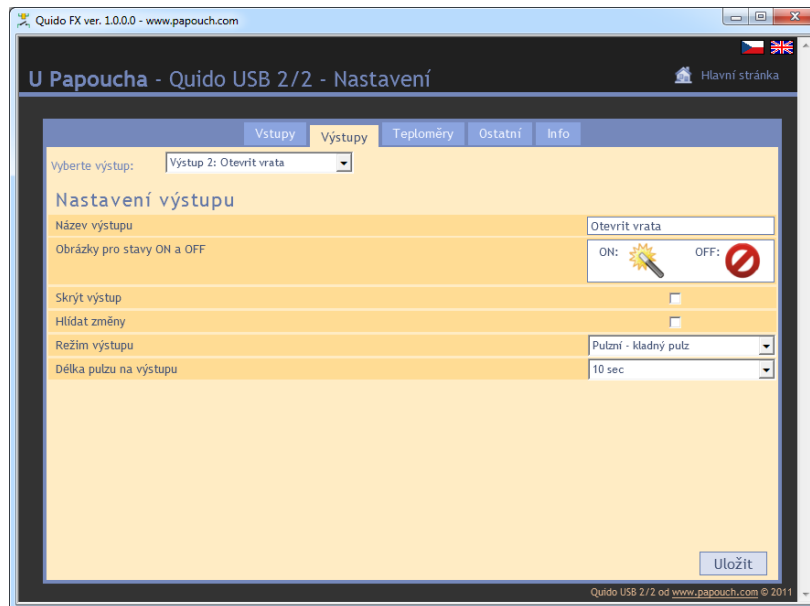 Quido FX ver. 1.0.0.0 - www.papouch.com
U Papoucha - Quido USB 2/2 - Nastavení
Hlavní stránka
Vstupy Výstupy Teploměry Ostatní Info
Vyberte výstup: Výstup 2: Otevrit vrata
Nastavení výstupu
Název výstupu Otevrit vrata
Obrázky pro stavy ON a OFF ON: OFF:
Skrýt výstup
Hlídat změny
Režim výstupu Pulzní - kladný pulz
Délka pulzu na výstupu 10 sec
Uložit
Quido USB 2/2 od www.papouch.com © 2011